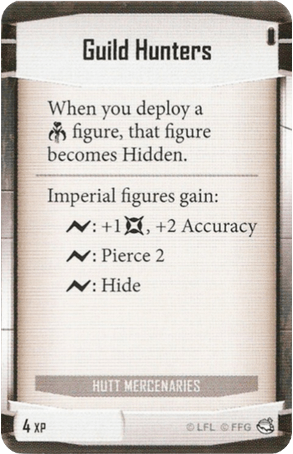 Guild Hunters
When you deploy a
figure, that figure
becomes Hidden.
Imperial figures gain:
: +1 , +2 Accuracy
: Pierce 2
: Hide
HUTT MERCENARIES
4 XP
© LFL © FFG